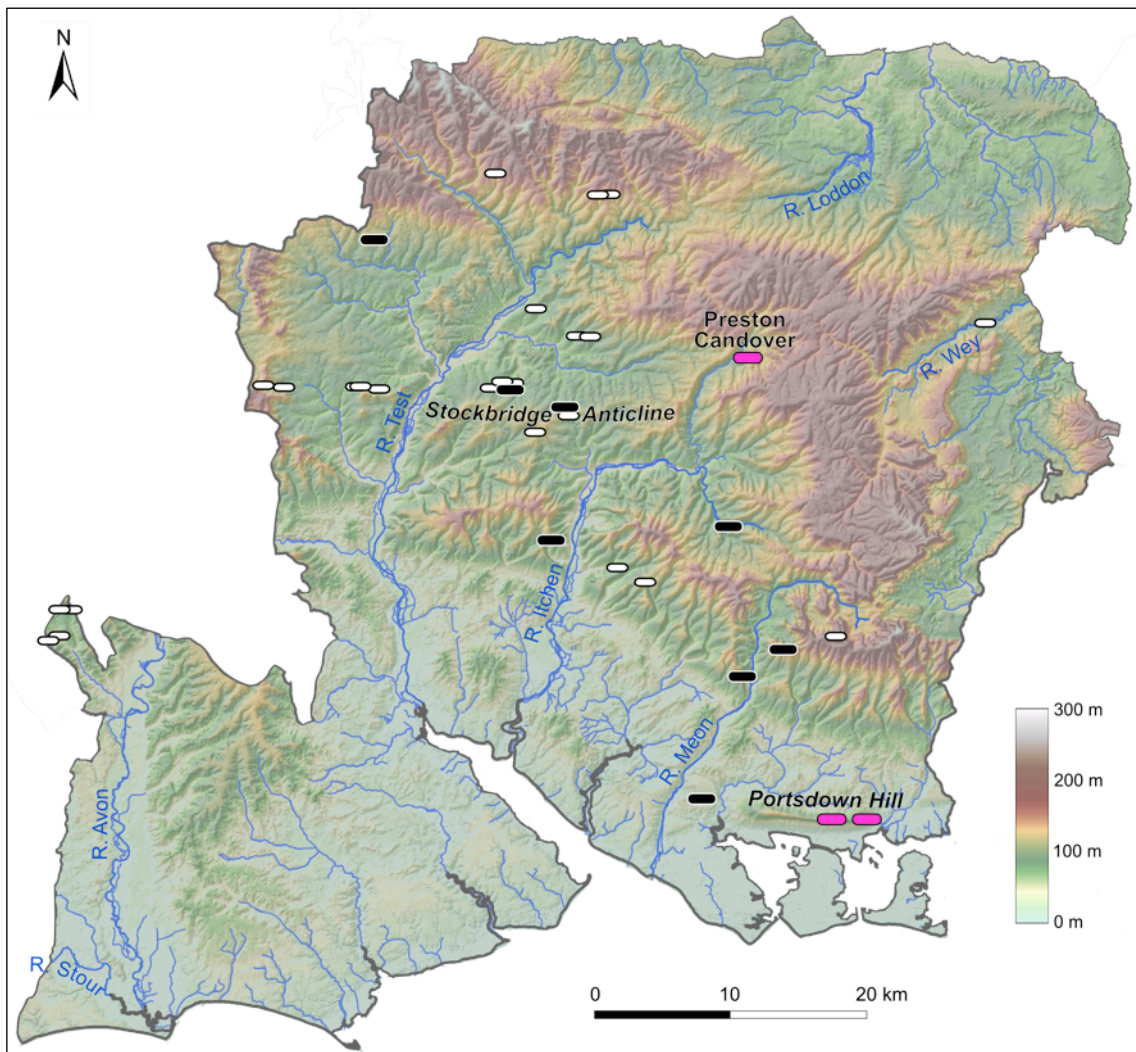 N
R. Loddon
Preston
Candover
R. Wey
R. Test
Stockbridge Anticline
R. Itchen
R. Meon
Portsdown Hill
R. Avon
R. Stour
300 m
200 m
100 m
0 m
0 10 20 km